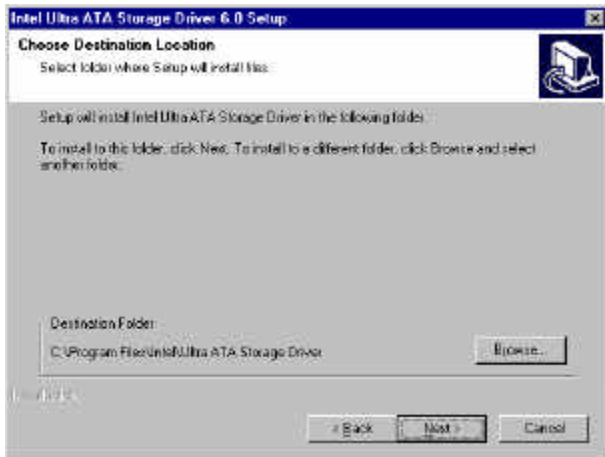 Intel Ultra ATA Storage Driver 6.0 Setup
Choose Destination Location
Select folder where Setup will install files.
Setup will install Intel Ultra ATA Storage Driver in the following folder.
To install to this folder, click Next. To install to a different folder, click Browse and select
another folder.
Destination Folder
C:\Program Files\Intel\Ultra ATA Storage Driver
Browse...
< Back
Next >
Cancel